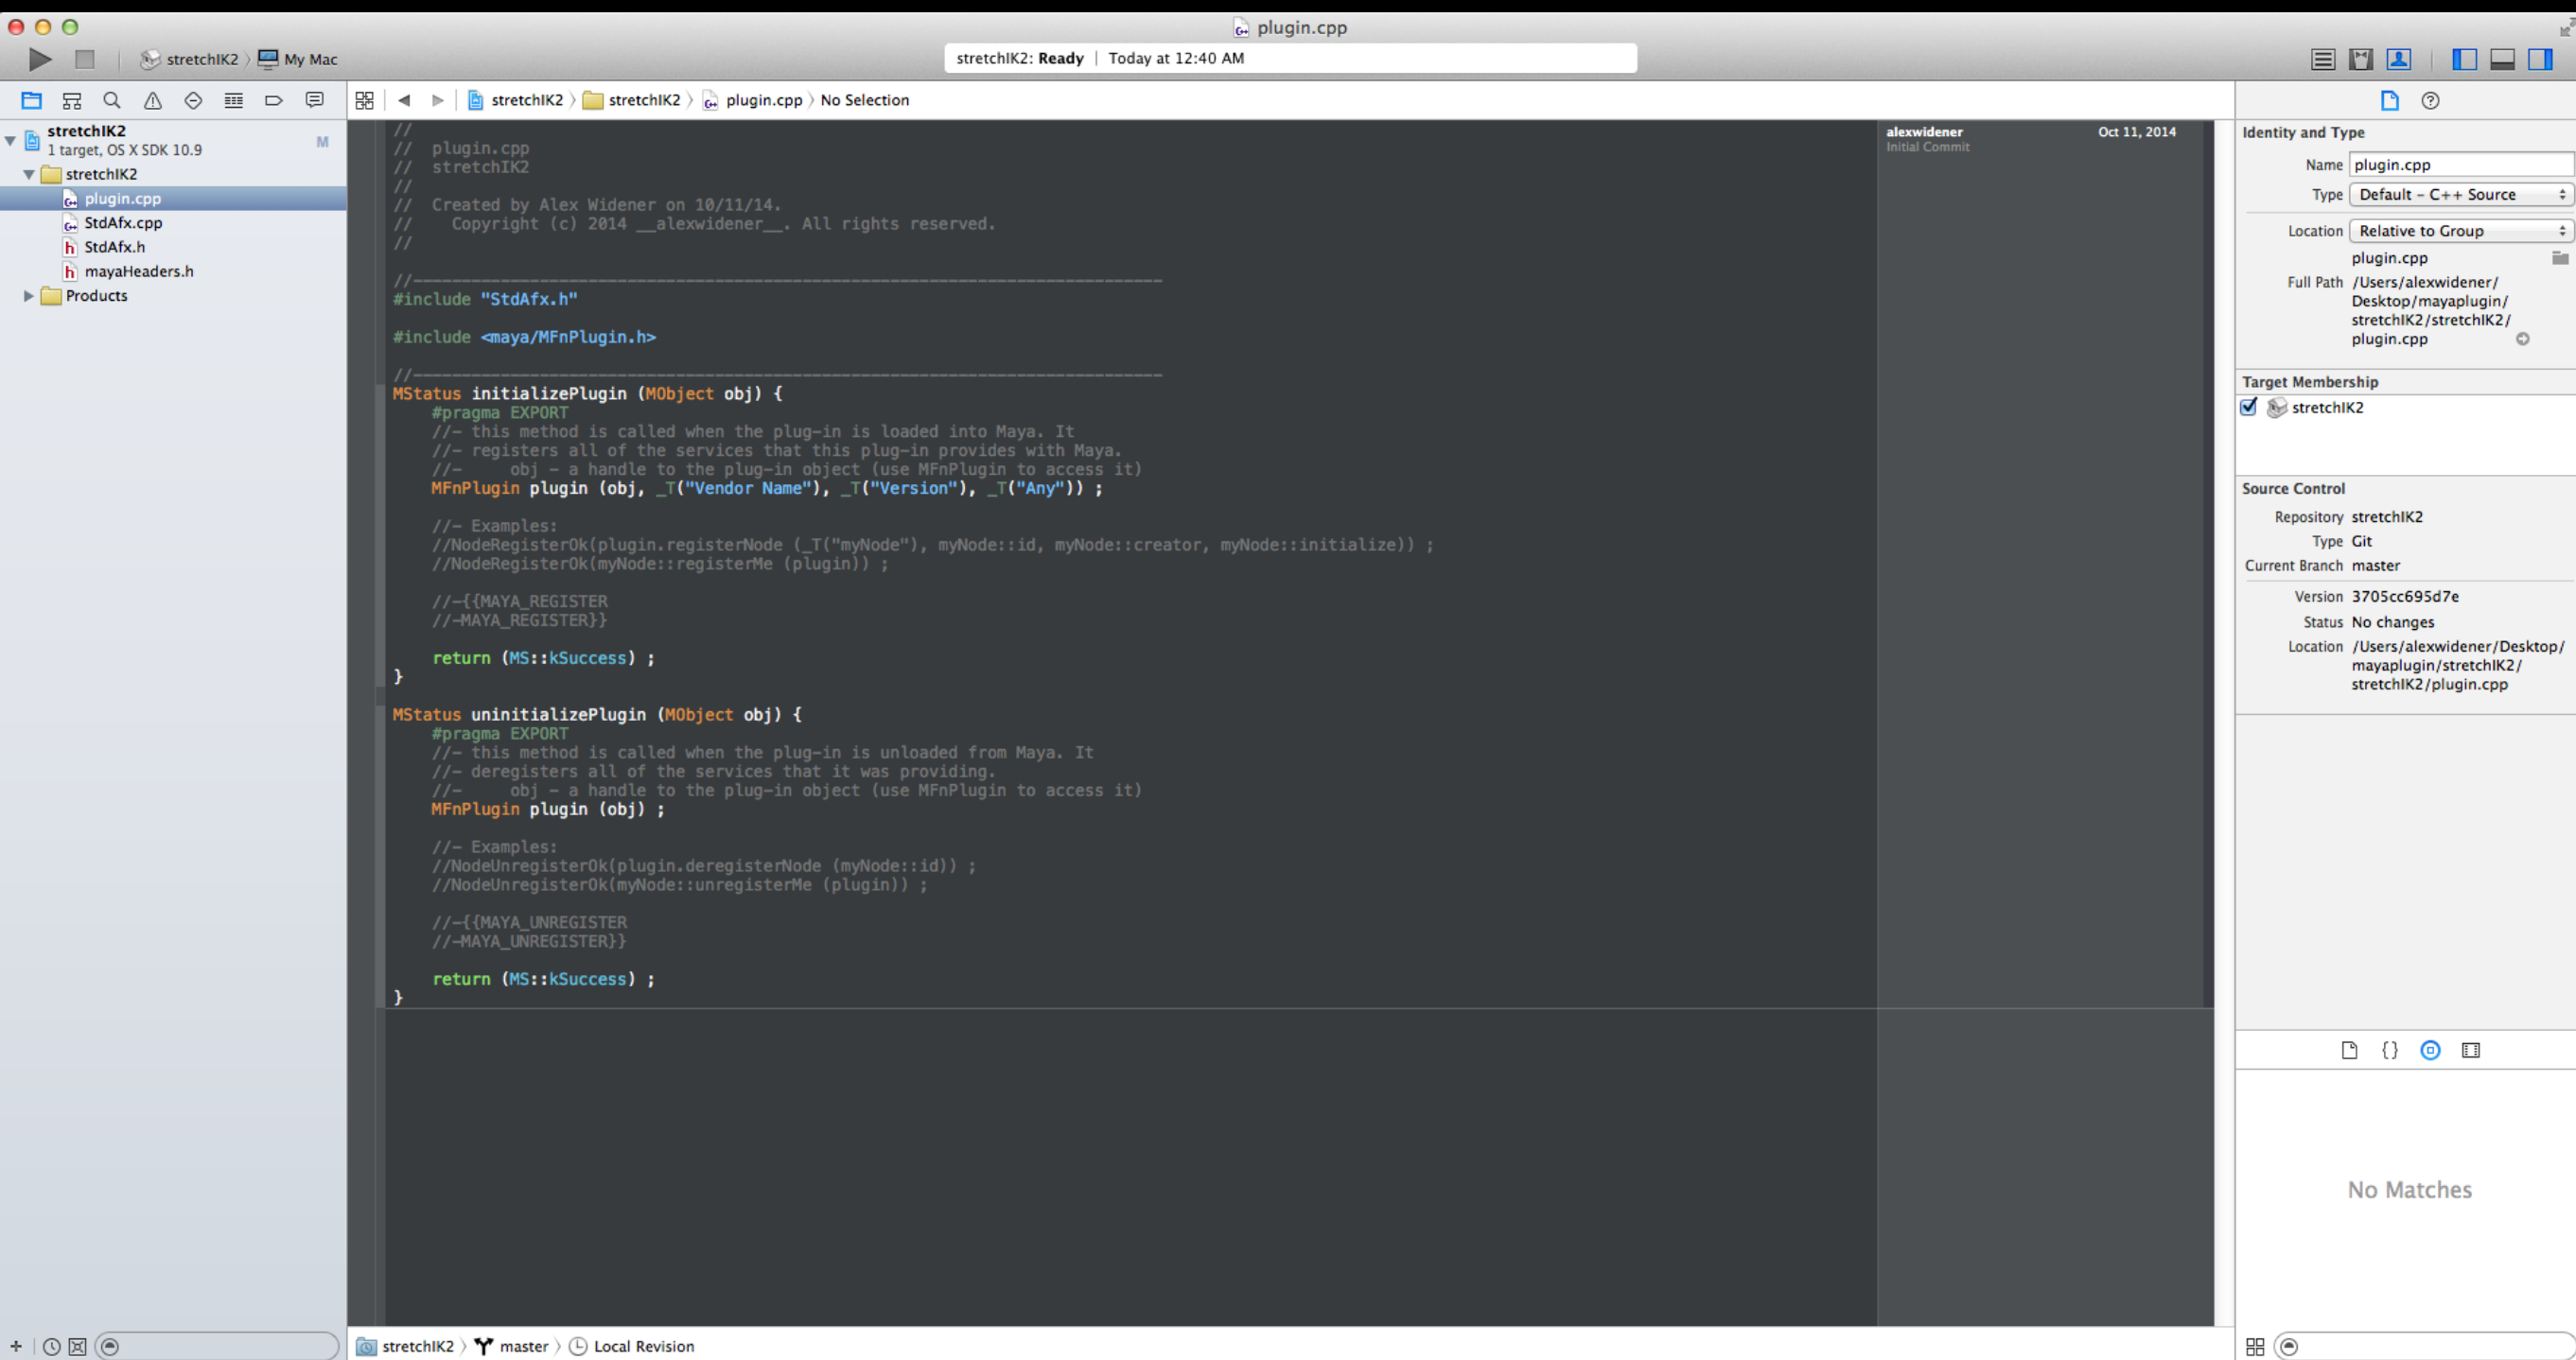 plugin.cpp
stretchIK2 〉 My Mac
stretchIK2: Ready | Today at 12:40 AM
stretchIK2 〉 stretchIK2 〉 plugin.cpp 〉 No Selection
stretchIK2
1 target, OS X SDK 10.9
M
stretchIK2
plugin.cpp
StdAfx.cpp
StdAfx.h
mayaHeaders.h
Products
//
//  plugin.cpp
//  stretchIK2
//
//  Created by Alex Widener on 10/11/14.
//    Copyright (c) 2014 __alexwidener__. All rights reserved.
//
//-----------------------------------------------------------------------------
#include "StdAfx.h"
#include <maya/MFnPlugin.h>
//-----------------------------------------------------------------------------
MStatus initializePlugin (MObject obj) {
    #pragma EXPORT
    //- this method is called when the plug-in is loaded into Maya. It
    //- registers all of the services that this plug-in provides with Maya.
    //-     obj - a handle to the plug-in object (use MFnPlugin to access it)
    MFnPlugin plugin (obj, _T("Vendor Name"), _T("Version"), _T("Any")) ;
    //- Examples:
    //NodeRegisterOk(plugin.registerNode (_T("myNode"), myNode::id, myNode::creator, myNode::initialize)) ;
    //NodeRegisterOk(myNode::registerMe (plugin)) ;
    //-{{MAYA_REGISTER
    //-MAYA_REGISTER}}
    return (MS::kSuccess) ;
}
MStatus uninitializePlugin (MObject obj) {
    #pragma EXPORT
    //- this method is called when the plug-in is unloaded from Maya. It
    //- deregisters all of the services that it was providing.
    //-     obj - a handle to the plug-in object (use MFnPlugin to access it)
    MFnPlugin plugin (obj) ;
    //- Examples:
    //NodeUnregisterOk(plugin.deregisterNode (myNode::id)) ;
    //NodeUnregisterOk(myNode::unregisterMe (plugin)) ;
    //-{{MAYA_UNREGISTER
    //-MAYA_UNREGISTER}}
    return (MS::kSuccess) ;
}
alexwidener Oct 11, 2014
Initial Commit
Identity and Type
Name plugin.cpp
Type Default - C++ Source
Location Relative to Group
plugin.cpp
Full Path /Users/alexwidener/
Desktop/mayaplugin/
stretchIK2/stretchIK2/
plugin.cpp
Target Membership
stretchIK2
Source Control
Repository stretchIK2
Type Git
Current Branch master
Version 3705cc695d7e
Status No changes
Location /Users/alexwidener/Desktop/
mayaplugin/stretchIK2/
stretchIK2/plugin.cpp
{}
No Matches
stretchIK2 〉 master 〉 Local Revision